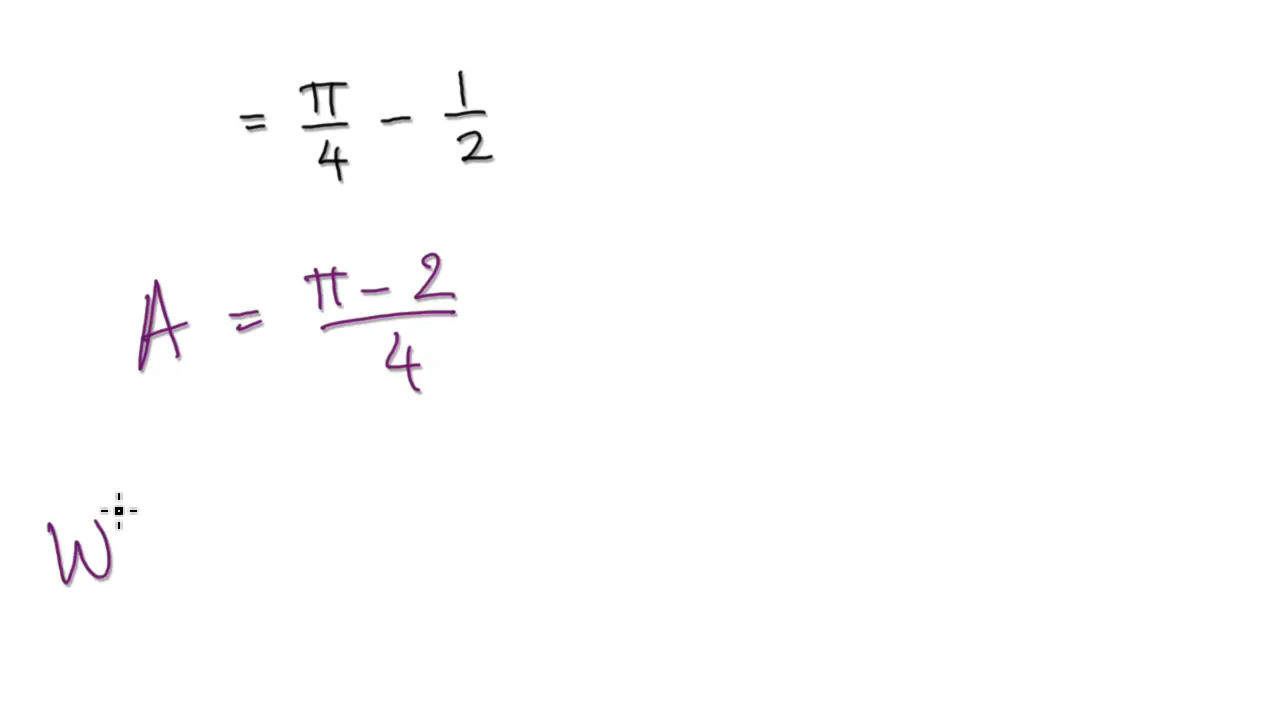 = π/4 - 1/2
A = (π - 2)/4
W